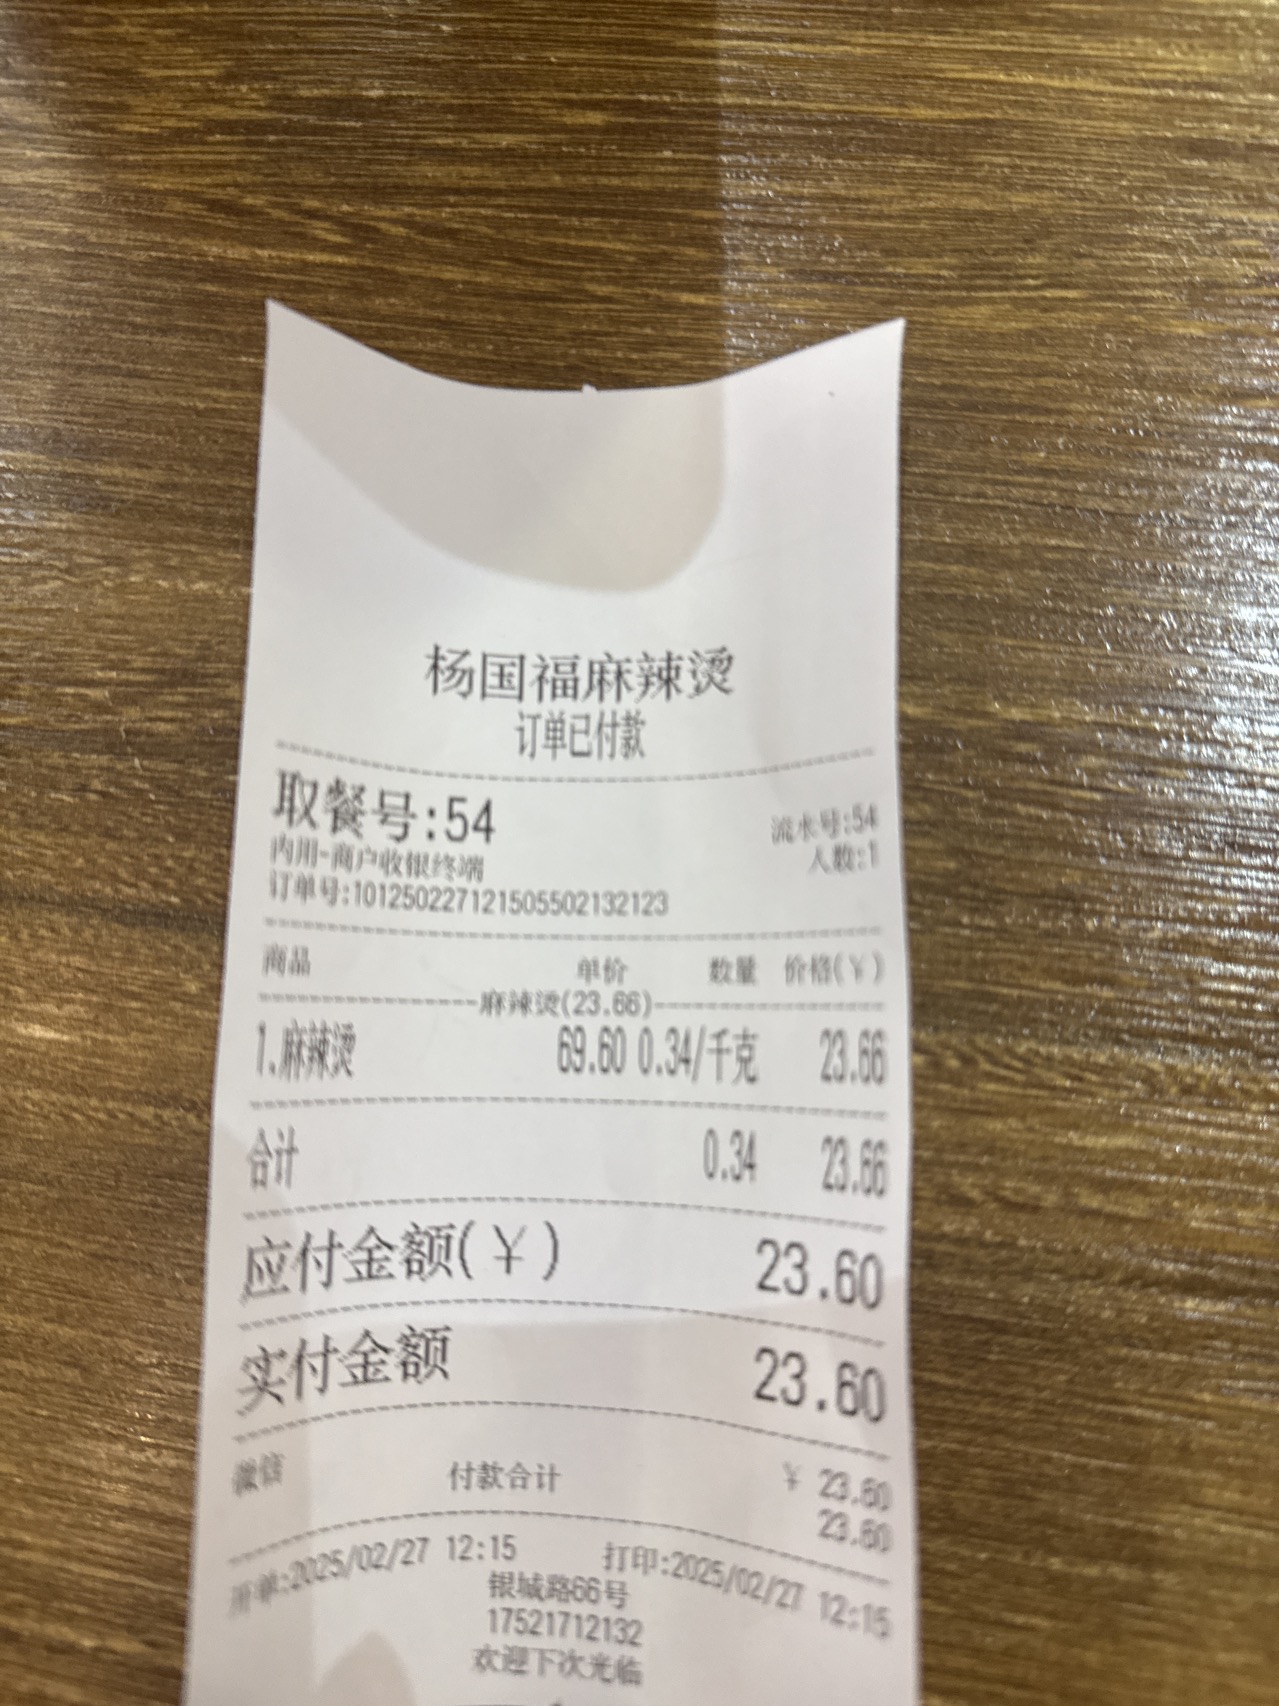 杨国福麻辣烫
订单已付款
取餐号:54 流水号:54
内用-商户收银终端 人数:1
订单号:101250227121505502132123
商品 单价 数量 价格(¥)
麻辣烫(23.66)
1.麻辣烫 69.60 0.34/千克 23.66
合计 0.34 23.66
应付金额(¥) 23.60
实付金额 23.60
微信 付款合计 ¥ 23.60
23.60
开单:2025/02/27 12:15 打印:2025/02/27 12:15
银城路66号
17521712132
欢迎下次光临